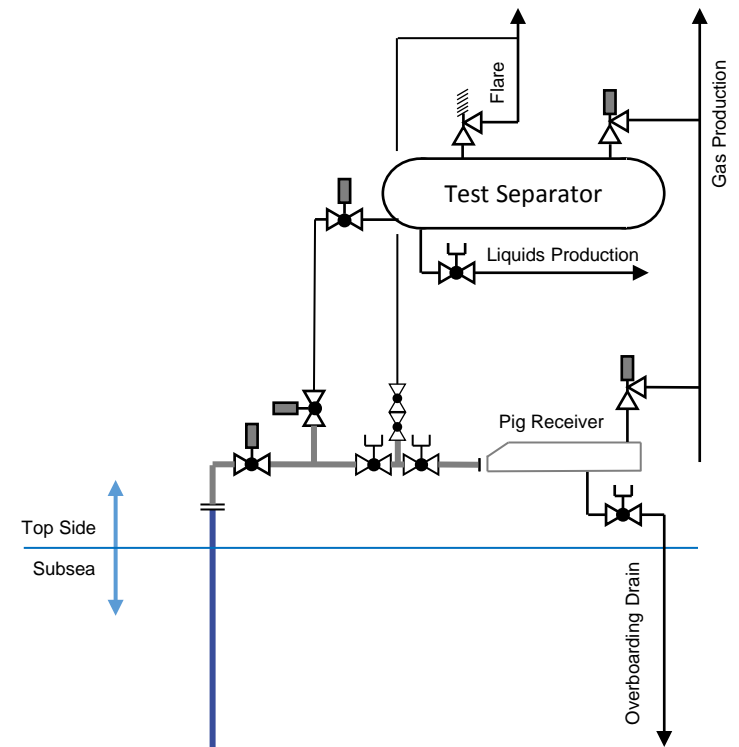 Flare
Gas Production
Test Separator
Liquids Production
Pig Receiver
Top Side
Subsea
Overboarding Drain